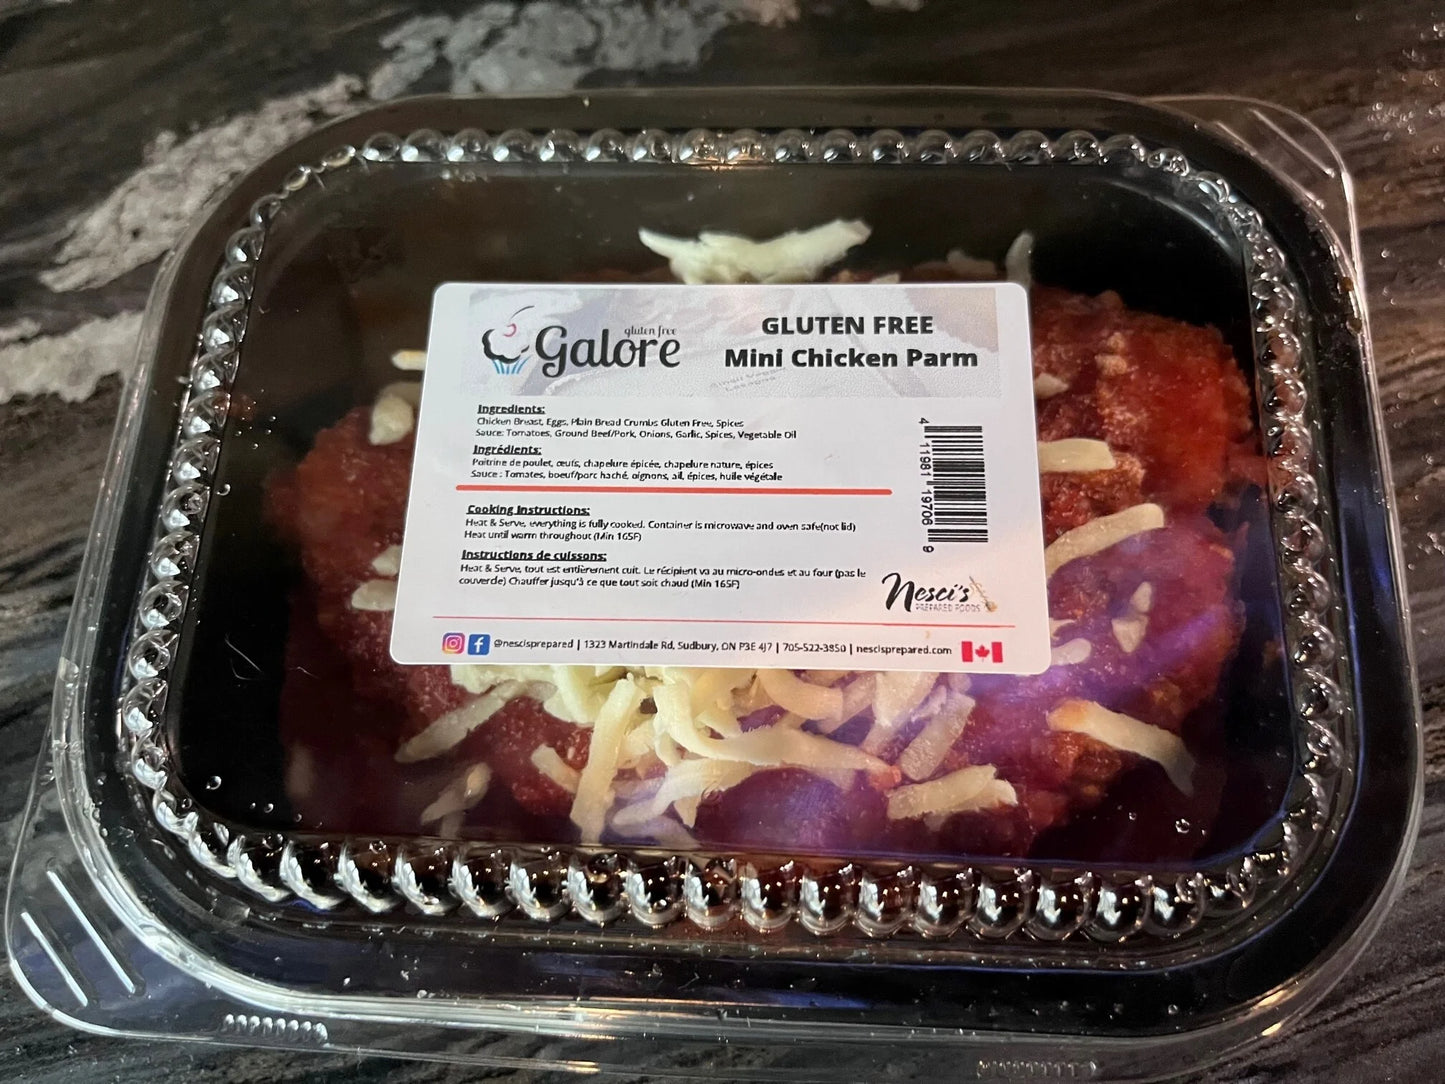 gluten free
Galore
GLUTEN FREE
Mini Chicken Parm
Ingredients:
Chicken Breast, Eggs, Plain Bread Crumbs Gluten Free, Spices
Sauce: Tomatoes, Ground Beef/Pork, Onions, Garlic, Spices, Vegetable Oil
Ingrédients:
Poitrine de poulet, œufs, chapelure épicée, chapelure nature, épices
Sauce : Tomates, boeuf/porc haché, oignons, ail, épices, huile végétale
Cooking Instructions:
Heat & Serve, everything is fully cooked. Container is microwave and oven safe(not lid)
Heat until warm throughout (Min 165F)
Instructions de cuissons:
Heat & Serve, tout est entièrement cuit. Le récipient va au micro-ondes et au four (pas le
couvercle) Chauffer jusqu'à ce que tout soit chaud (Min 165F)
4 11981 19706 9
Nesci's
PREPARED FOODS
@nescisprepared | 1323 Martindale Rd, Sudbury, ON P3E 4J7 | 705-522-3850 | nescisprepared.com